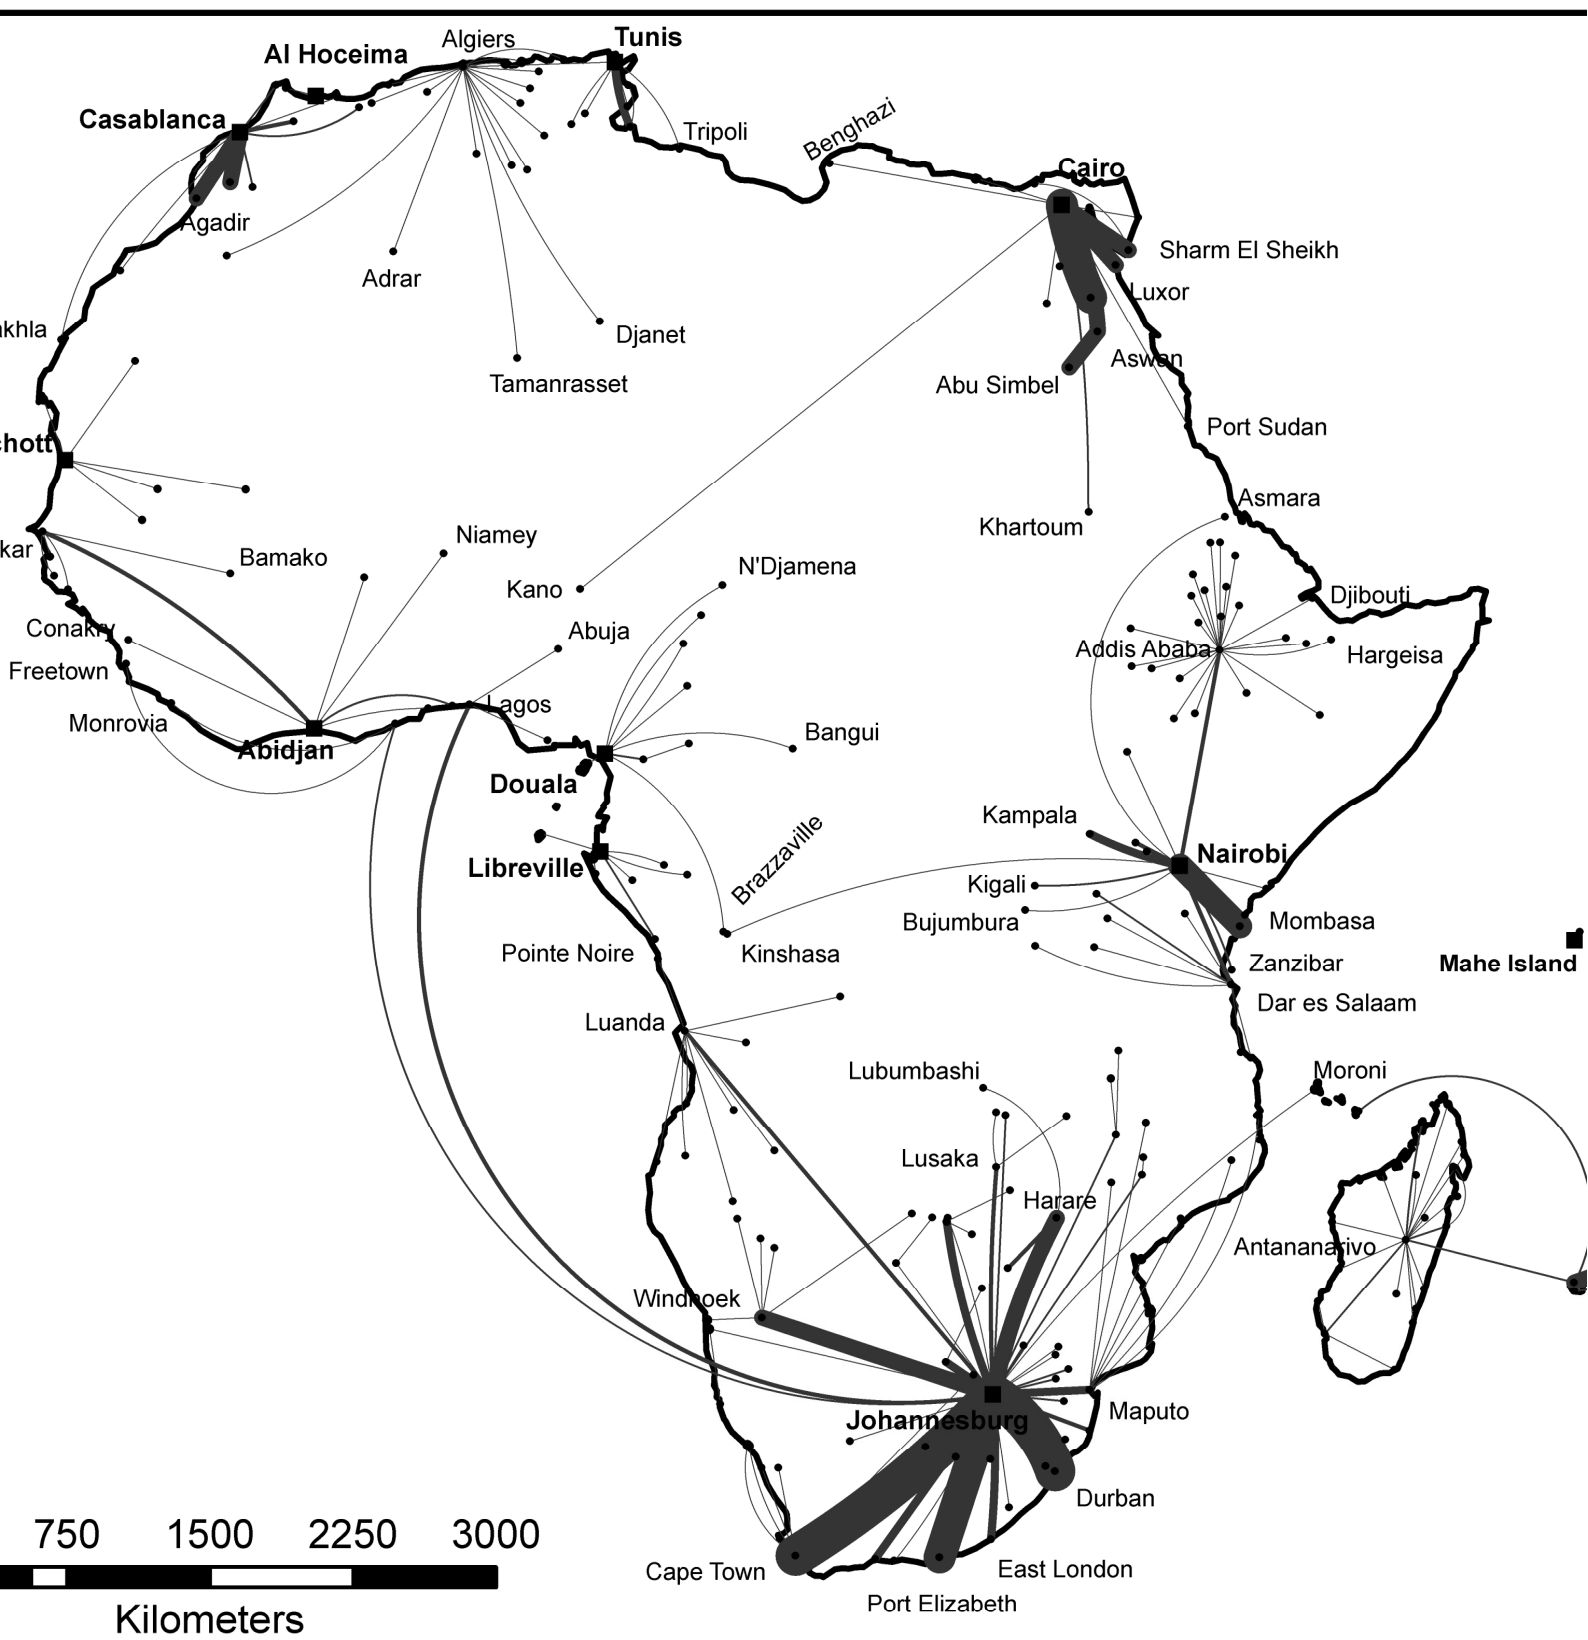 Al Hoceima
Algiers
Tunis
Casablanca
Tripoli
Benghazi
Cairo
Agadir
Sharm El Sheikh
Adrar
Luxor
akhla
Djanet
Aswan
Tamanrasset
Abu Simbel
Port Sudan
chott
Asmara
Khartoum
kar
Niamey
Bamako
N'Djamena
Kano
Djibouti
Conakry
Abuja
Addis Ababa
Hargeisa
Freetown
Lagos
Monrovia
Abidjan
Bangui
Douala
Kampala
Brazzaville
Nairobi
Libreville
Kigali
Bujumbura
Mombasa
Pointe Noire
Kinshasa
Zanzibar
Mahe Island
Dar es Salaam
Luanda
Lubumbashi
Moroni
Lusaka
Harare
Antananarivo
Windhoek
Maputo
Johannesburg
Durban
750 1500 2250 3000
Cape Town
East London
Port Elizabeth
Kilometers